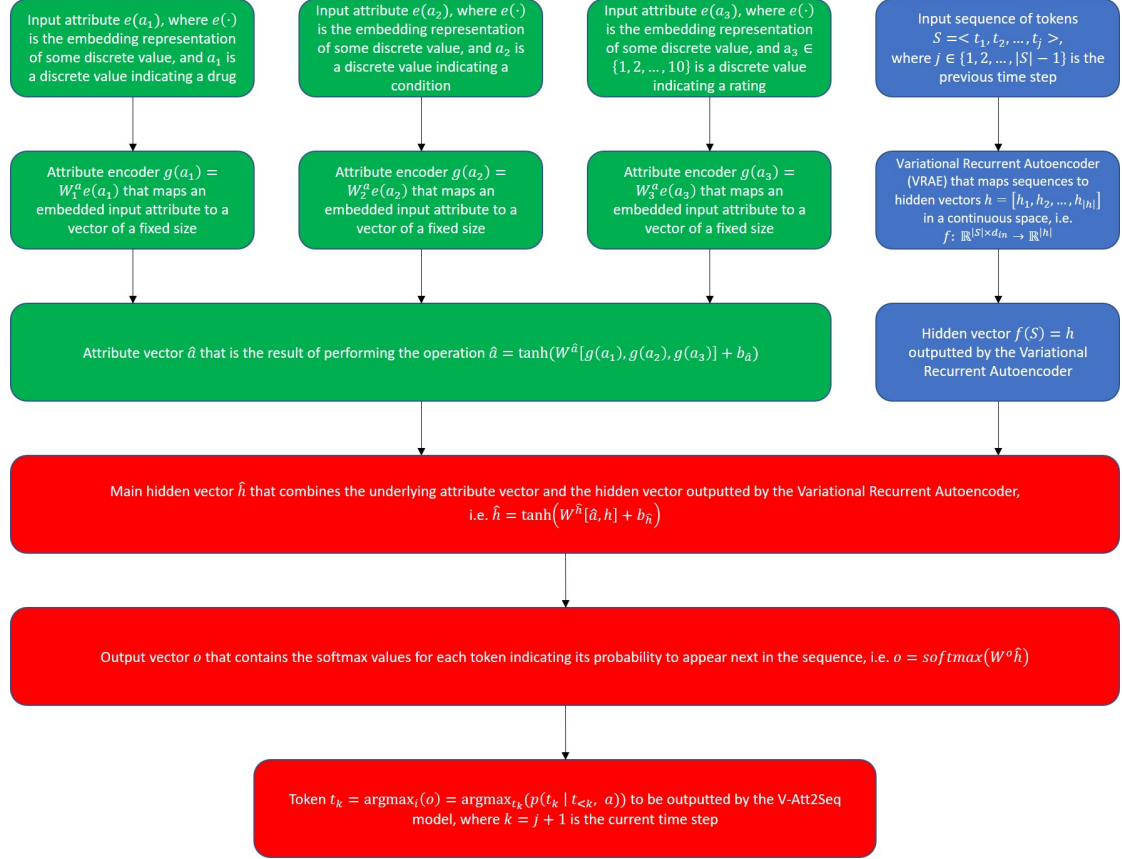 Input attribute e(a₁), where e(·)
is the embedding representation
of some discrete value, and a₁ is
a discrete value indicating a drug
Input attribute e(a₂), where e(·)
is the embedding representation
of some discrete value, and a₂ is
a discrete value indicating a
condition
Input attribute e(a₃), where e(·)
is the embedding representation
of some discrete value, and a₃ ∈
{1, 2, …, 10} is a discrete value
indicating a rating
Input sequence of tokens
S =< t₁, t₂, …, tⱼ >,
where j ∈ {1, 2, …, |S| − 1} is the
previous time step
Attribute encoder g(a₁) =
W₁ᵃe(a₁) that maps an
embedded input attribute to a
vector of a fixed size
Attribute encoder g(a₂) =
W₂ᵃe(a₂) that maps an
embedded input attribute to a
vector of a fixed size
Attribute encoder g(a₃) =
W₃ᵃe(a₃) that maps an
embedded input attribute to a
vector of a fixed size
Variational Recurrent Autoencoder
(VRAE) that maps sequences to
hidden vectors h = [h₁, h₂, …, h_|h|]
in a continuous space, i.e.
f: ℝ^(|S|×d_in) → ℝ^|h|
Attribute vector â that is the result of performing the operation â = tanh(W^â[g(a₁), g(a₂), g(a₃)] + b_â)
Hidden vector f(S) = h
outputted by the Variational
Recurrent Autoencoder
Main hidden vector ĥ that combines the underlying attribute vector and the hidden vector outputted by the Variational Recurrent Autoencoder,
i.e. ĥ = tanh(W^ĥ[â, h] + b_ĥ)
Output vector o that contains the softmax values for each token indicating its probability to appear next in the sequence, i.e. o = softmax(Wᵒĥ)
Token tₖ = argmaxᵢ(o) = argmax_tₖ(p(tₖ | t_<k, a)) to be outputted by the V-Att2Seq
model, where k = j + 1 is the current time step